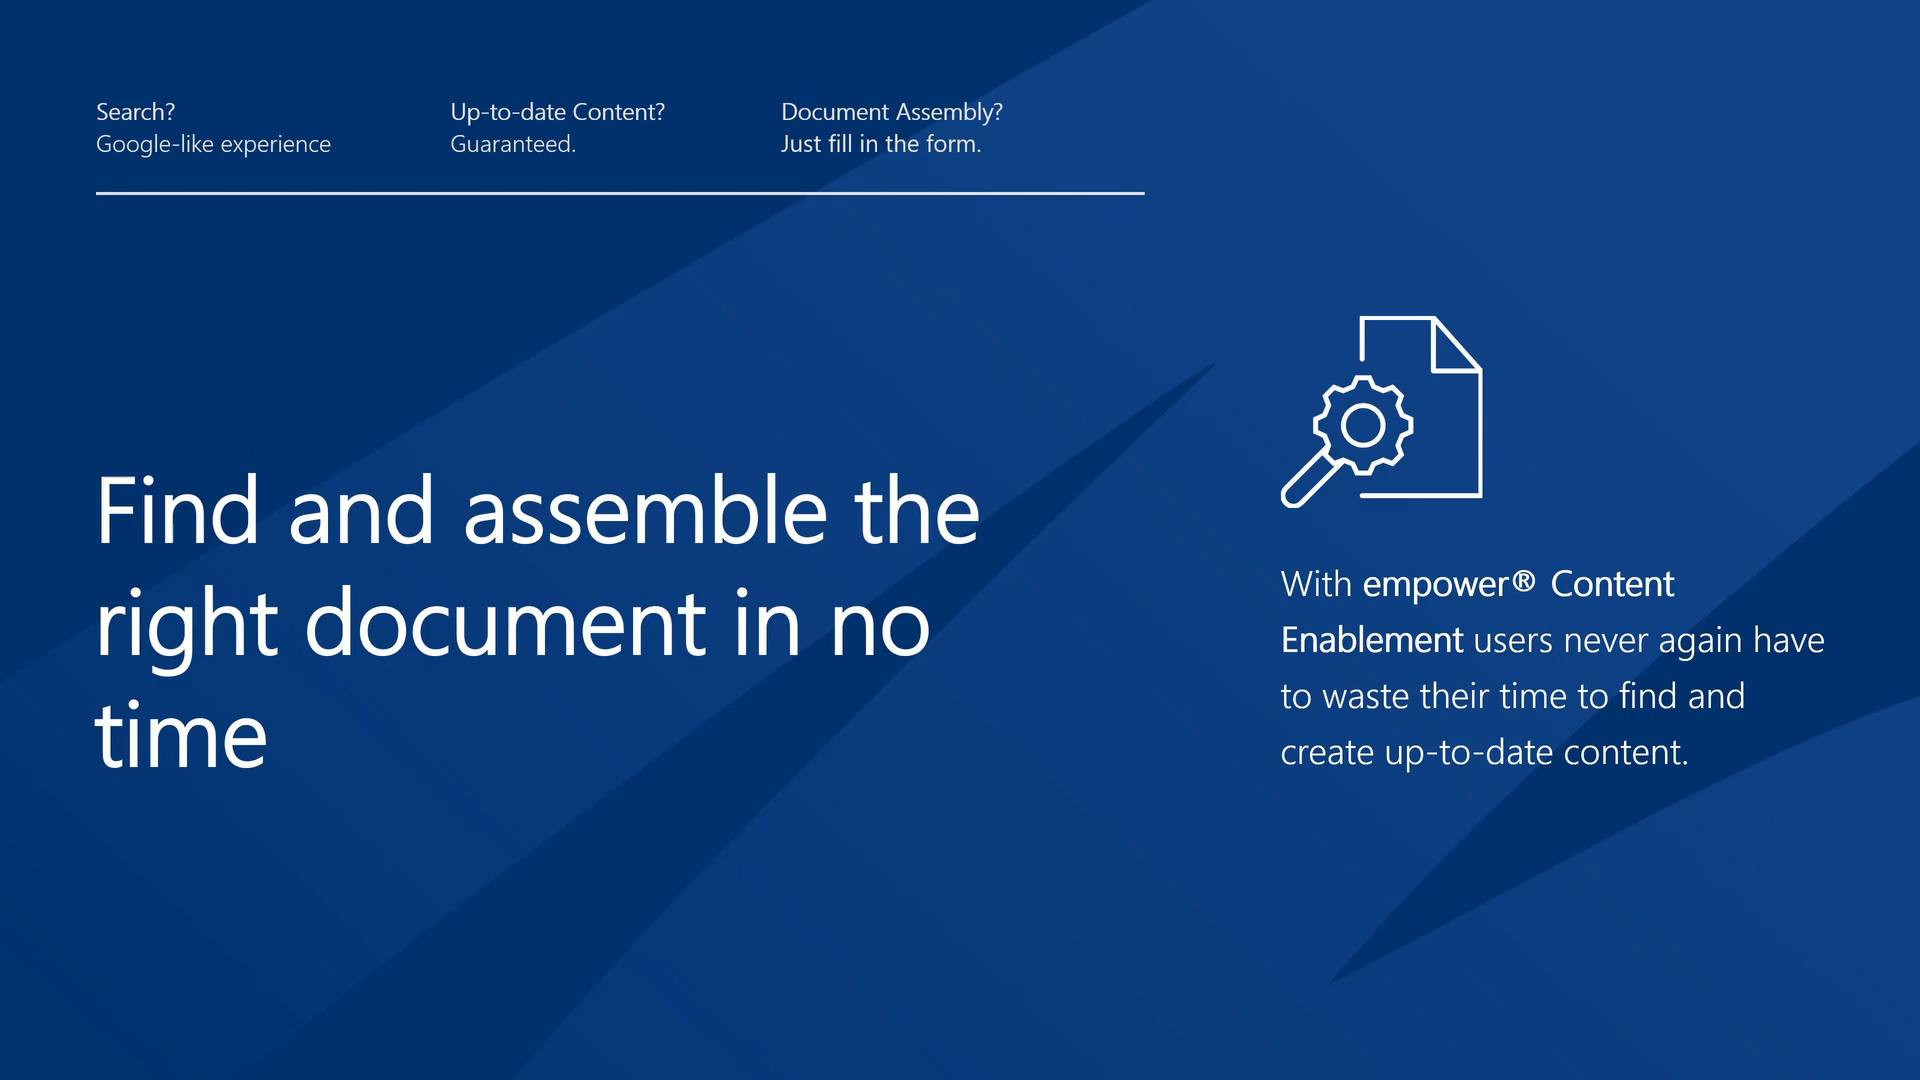 Search?
Google-like experience
Up-to-date Content?
Guaranteed.
Document Assembly?
Just fill in the form.
Find and assemble the
right document in no
time
With empower® Content
Enablement users never again have
to waste their time to find and
create up-to-date content.